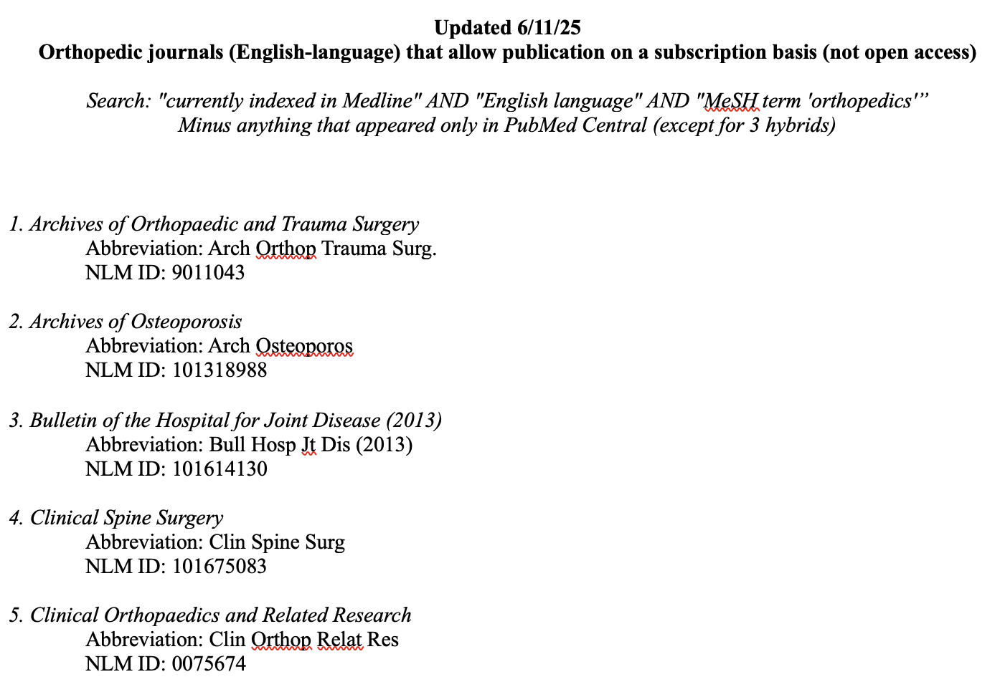 Updated 6/11/25
Orthopedic journals (English-language) that allow publication on a subscription basis (not open access)
Search: "currently indexed in Medline" AND "English language" AND "MeSH term 'orthopedics'”
Minus anything that appeared only in PubMed Central (except for 3 hybrids)
1. Archives of Orthopaedic and Trauma Surgery
Abbreviation: Arch Orthop Trauma Surg.
NLM ID: 9011043
2. Archives of Osteoporosis
Abbreviation: Arch Osteoporos
NLM ID: 101318988
3. Bulletin of the Hospital for Joint Disease (2013)
Abbreviation: Bull Hosp Jt Dis (2013)
NLM ID: 101614130
4. Clinical Spine Surgery
Abbreviation: Clin Spine Surg
NLM ID: 101675083
5. Clinical Orthopaedics and Related Research
Abbreviation: Clin Orthop Relat Res
NLM ID: 0075674